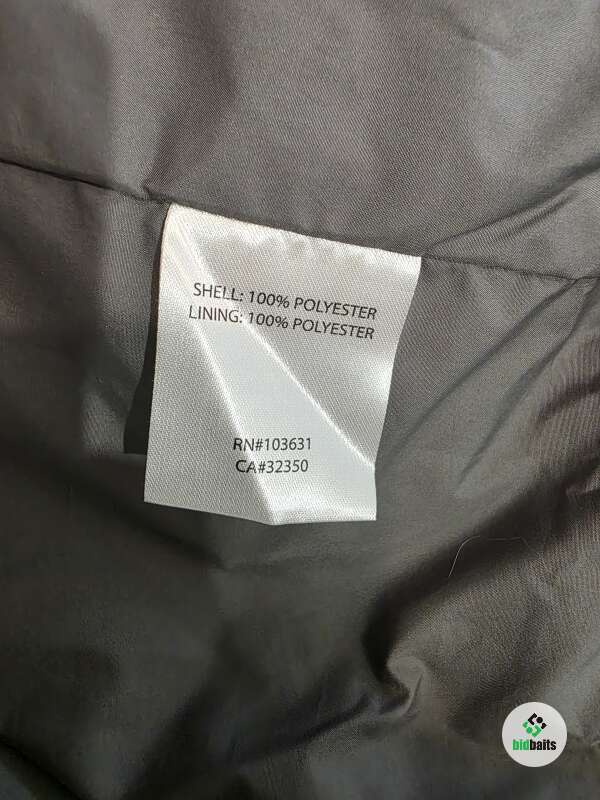 SHELL: 100% POLYESTER
LINING: 100% POLYESTER
RN#103631
CA#32350
bidbaits